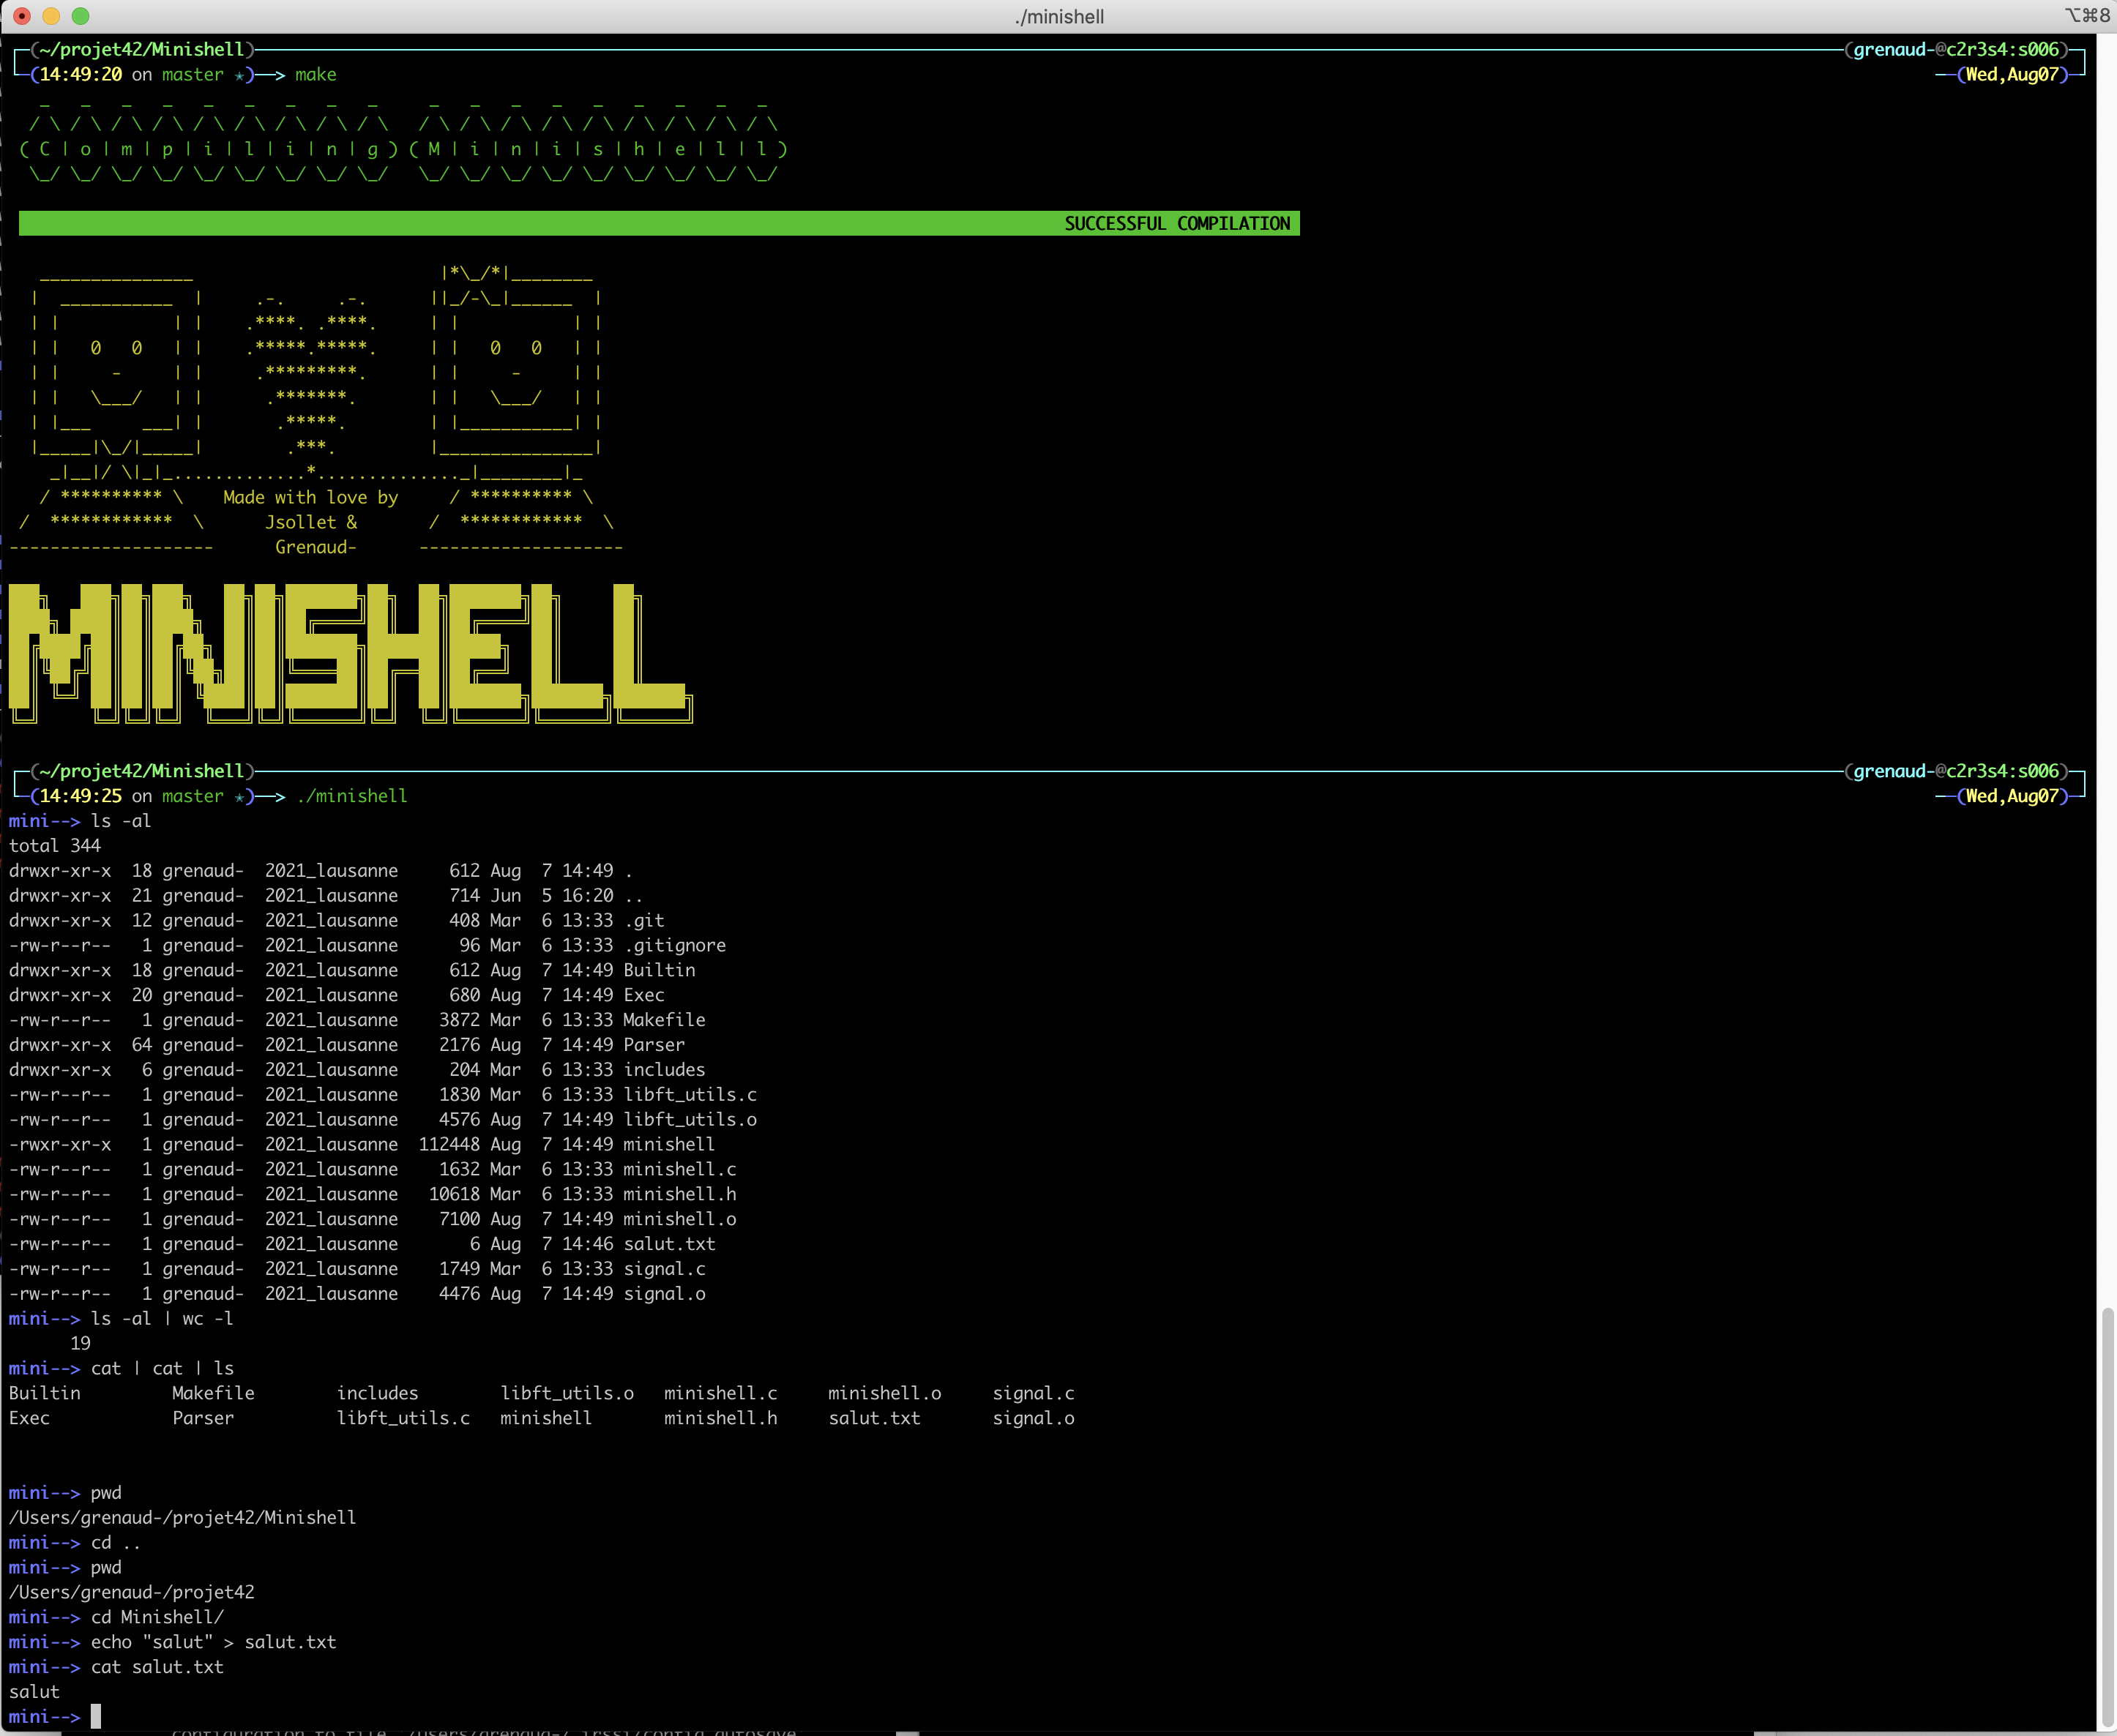 ./minishell ⌥⌘8
(~/projet42/Minishell) (grenaud-@c2r3s4:s006)
(14:49:20 on master ★)—> make (Wed,Aug07)
( C | o | m | p | i | l | i | n | g ) ( M | i | n | i | s | h | e | l | l )
SUCCESSFUL COMPILATION
Made with love by
Jsollet &
Grenaud-
MINISHELL
(~/projet42/Minishell) (grenaud-@c2r3s4:s006)
(14:49:25 on master ★)—> ./minishell (Wed,Aug07)
mini--> ls -al
total 344
drwxr-xr-x  18 grenaud-  2021_lausanne     612 Aug  7 14:49 .
drwxr-xr-x  21 grenaud-  2021_lausanne     714 Jun  5 16:20 ..
drwxr-xr-x  12 grenaud-  2021_lausanne     408 Mar  6 13:33 .git
-rw-r--r--   1 grenaud-  2021_lausanne      96 Mar  6 13:33 .gitignore
drwxr-xr-x  18 grenaud-  2021_lausanne     612 Aug  7 14:49 Builtin
drwxr-xr-x  20 grenaud-  2021_lausanne     680 Aug  7 14:49 Exec
-rw-r--r--   1 grenaud-  2021_lausanne    3872 Mar  6 13:33 Makefile
drwxr-xr-x  64 grenaud-  2021_lausanne    2176 Aug  7 14:49 Parser
drwxr-xr-x   6 grenaud-  2021_lausanne     204 Mar  6 13:33 includes
-rw-r--r--   1 grenaud-  2021_lausanne    1830 Mar  6 13:33 libft_utils.c
-rw-r--r--   1 grenaud-  2021_lausanne    4576 Aug  7 14:49 libft_utils.o
-rwxr-xr-x   1 grenaud-  2021_lausanne  112448 Aug  7 14:49 minishell
-rw-r--r--   1 grenaud-  2021_lausanne    1632 Mar  6 13:33 minishell.c
-rw-r--r--   1 grenaud-  2021_lausanne   10618 Mar  6 13:33 minishell.h
-rw-r--r--   1 grenaud-  2021_lausanne    7100 Aug  7 14:49 minishell.o
-rw-r--r--   1 grenaud-  2021_lausanne       6 Aug  7 14:46 salut.txt
-rw-r--r--   1 grenaud-  2021_lausanne    1749 Mar  6 13:33 signal.c
-rw-r--r--   1 grenaud-  2021_lausanne    4476 Aug  7 14:49 signal.o
mini--> ls -al | wc -l
19
mini--> cat | cat | ls
Builtin Makefile includes libft_utils.o minishell.c minishell.o signal.c
Exec Parser libft_utils.c minishell minishell.h salut.txt signal.o
mini--> pwd
/Users/grenaud-/projet42/Minishell
mini--> cd ..
mini--> pwd
/Users/grenaud-/projet42
mini--> cd Minishell/
mini--> echo "salut" > salut.txt
mini--> cat salut.txt
salut
mini-->